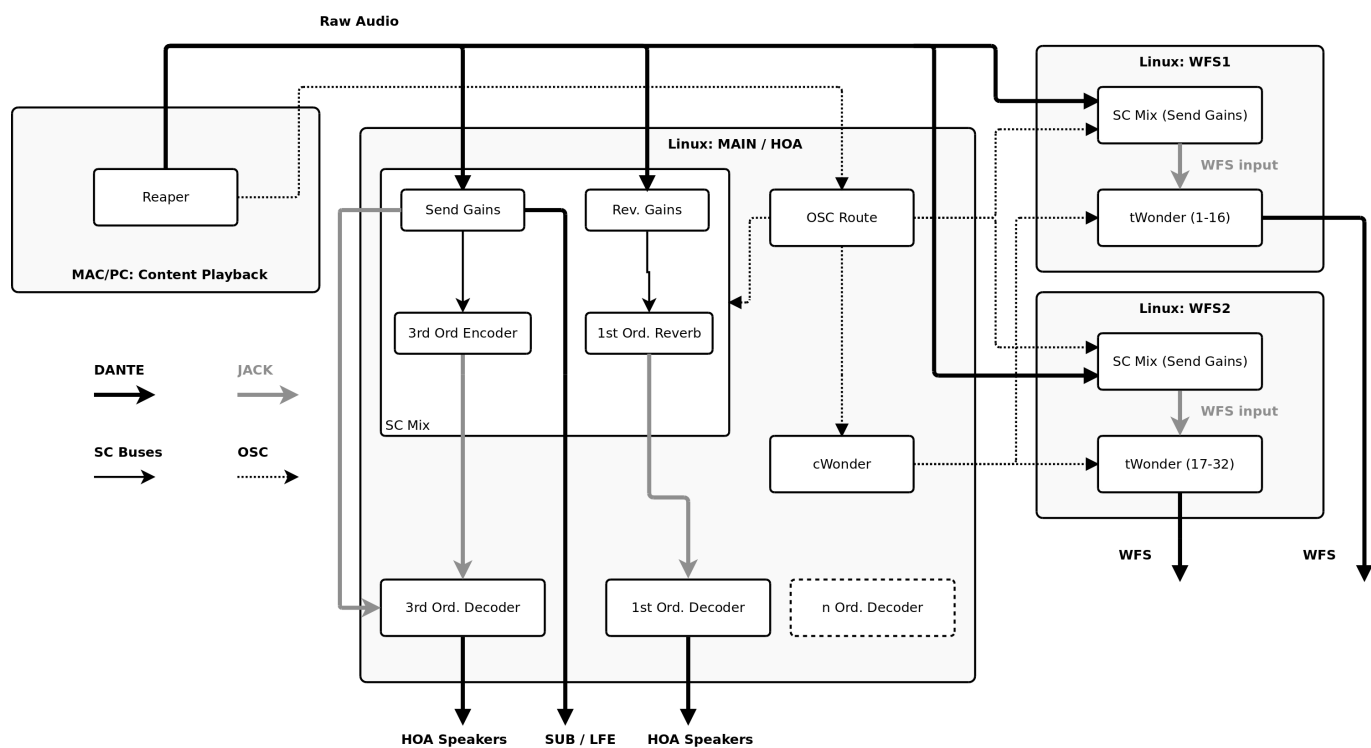 Raw Audio
Linux: WFS1
SC Mix (Send Gains)
WFS input
tWonder (1-16)
Linux: MAIN / HOA
Reaper
MAC/PC: Content Playback
Send Gains
Rev. Gains
OSC Route
3rd Ord Encoder
1st Ord. Reverb
SC Mix
Linux: WFS2
SC Mix (Send Gains)
WFS input
tWonder (17-32)
cWonder
DANTE
JACK
SC Buses
OSC
WFS
WFS
3rd Ord. Decoder
1st Ord. Decoder
n Ord. Decoder
HOA Speakers
SUB / LFE
HOA Speakers